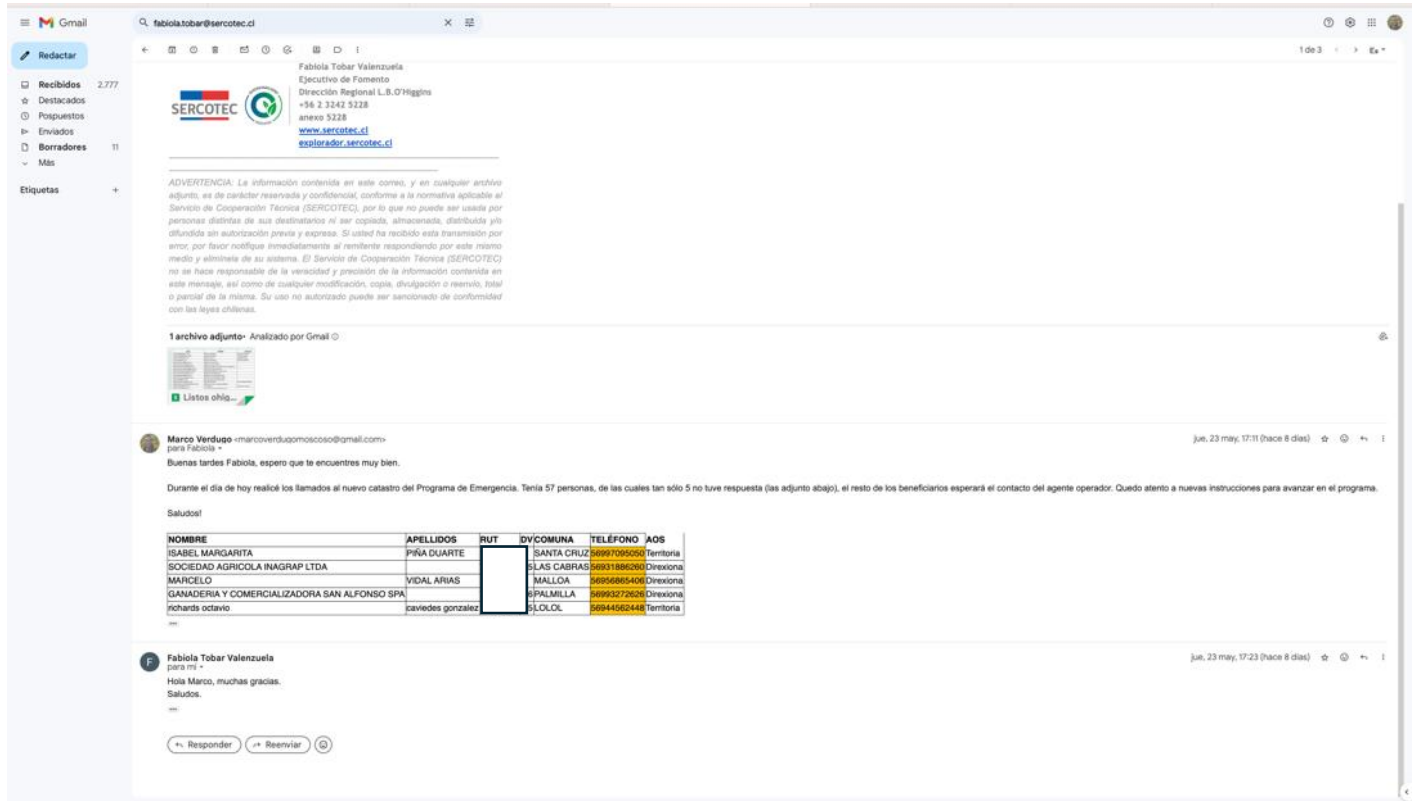 Gmail
fabiola.tobar@sercotec.cl
Redactar
1 de 3
Es
Recibidos 2.777
Destacados
Pospuestos
Enviados
Borradores 11
Más
Etiquetas +
SERCOTEC
Fabiola Tobar Valenzuela
Ejecutivo de Fomento
Dirección Regional L.B.O'Higgins
+56 2 3242 5228
anexo 5228
www.sercotec.cl
explorador.sercotec.cl
ADVERTENCIA: La información contenida en este correo, y en cualquier archivo
adjunto, es de carácter reservada y confidencial, conforme a la normativa aplicable al
Servicio de Cooperación Técnica (SERCOTEC), por lo que no puede ser usada por
personas distintas de sus destinatarios ni ser copiada, almacenada, distribuida y/o
difundida sin autorización previa y expresa. Si usted ha recibido esta transmisión por
error, por favor notifique inmediatamente al remitente respondiendo por este mismo
medio y elimínela de su sistema. El Servicio de Cooperación Técnica (SERCOTEC)
no se hace responsable de la veracidad y precisión de la información contenida en
este mensaje, así como de cualquier modificación, copia, divulgación o reenvío, total
o parcial de la misma. Su uso no autorizado puede ser sancionado de conformidad
con las leyes chilenas.
1 archivo adjunto• Analizado por Gmail
Listos ohig...
Marco Verdugo <marcoverdugomoscoso@gmail.com>
jue, 23 may, 17:11 (hace 8 días)
para Fabiola
Buenas tardes Fabiola, espero que te encuentres muy bien.
Durante el día de hoy realicé los llamados al nuevo catastro del Programa de Emergencia. Tenía 57 personas, de las cuales tan sólo 5 no tuve respuesta (las adjunto abajo), el resto de los beneficiarios esperará el contacto del agente operador. Quedo atento a nuevas instrucciones para avanzar en el programa.
Saludos!
NOMBRE APELLIDOS RUT DV COMUNA TELÉFONO AOS
ISABEL MARGARITA PIÑA DUARTE SANTA CRUZ 56997095050 Territoria
SOCIEDAD AGRICOLA INAGRAP LTDA 5 LAS CABRAS 56931886260 Direxiona
MARCELO VIDAL ARIAS MALLOA 56956865406 Direxiona
GANADERIA Y COMERCIALIZADORA SAN ALFONSO SPA 6 PALMILLA 56993272626 Direxiona
richards octavio caviedes gonzalez 5 LOLOL 56944562448 Territoria
F
Fabiola Tobar Valenzuela
jue, 23 may, 17:23 (hace 8 días)
para mí
Hola Marco, muchas gracias.
Saludos.
Responder
Reenviar